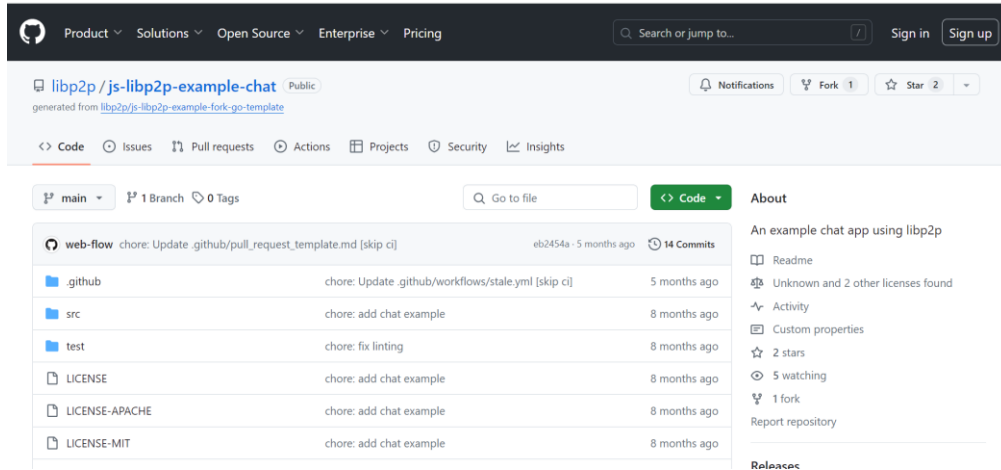 Product Solutions Open Source Enterprise Pricing Search or jump to... / Sign in Sign up
libp2p / js-libp2p-example-chat Public Notifications Fork 1 Star 2
generated from libp2p/js-libp2p-example-fork-go-template
<> Code Issues Pull requests Actions Projects Security Insights
main 1 Branch 0 Tags Go to file <> Code
About
An example chat app using libp2p
web-flow chore: Update .github/pull_request_template.md [skip ci] eb2454a · 5 months ago 14 Commits
Readme
.github chore: Update .github/workflows/stale.yml [skip ci] 5 months ago
Unknown and 2 other licenses found
Activity
src chore: add chat example 8 months ago
Custom properties
test chore: fix linting 8 months ago
2 stars
LICENSE chore: add chat example 8 months ago
5 watching
1 fork
LICENSE-APACHE chore: add chat example 8 months ago
Report repository
LICENSE-MIT chore: add chat example 8 months ago
Releases